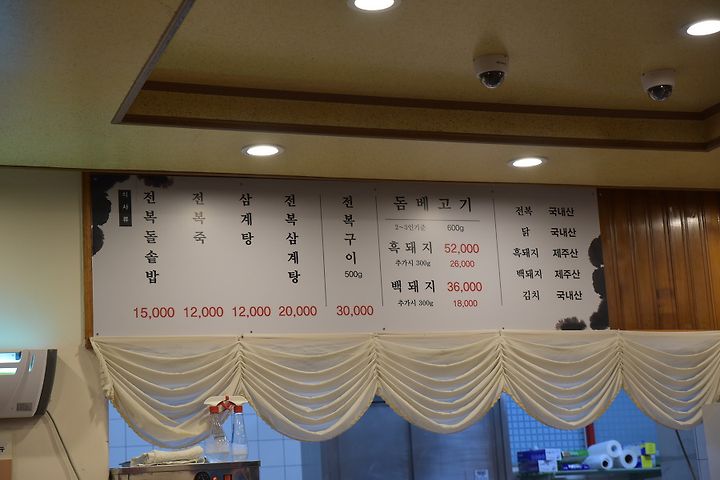 식사류
전복돌솥밥
15,000
전복죽
12,000
삼계탕
12,000
전복삼계탕
20,000
전복구이
500g
30,000
돔베고기
2~3인기준 600g
흑돼지 52,000
추가시 300g 26,000
백돼지 36,000
추가시 300g 18,000
전복 국내산
닭 국내산
흑돼지 제주산
백돼지 제주산
김치 국내산